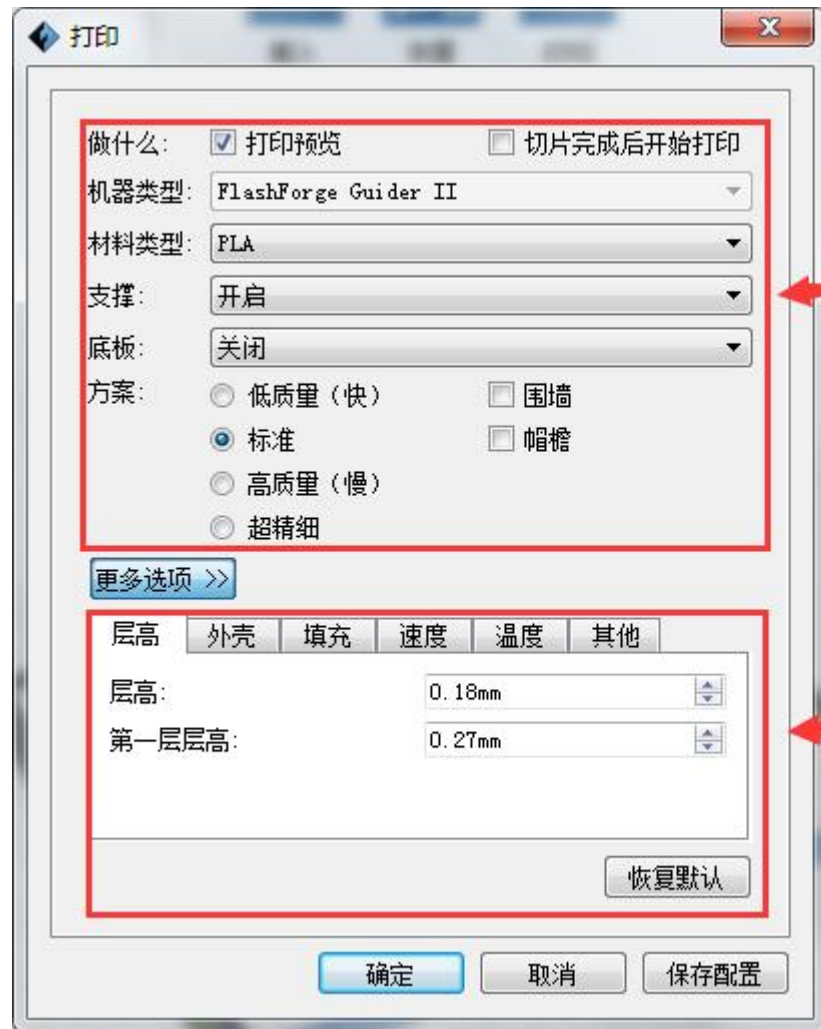 打印
做什么: 打印预览 切片完成后开始打印
机器类型: FlashForge Guider II
材料类型: PLA
支撑: 开启
底板: 关闭
方案: 低质量（快） 围墙
标准 帽檐
高质量（慢）
超精细
更多选项 >>
层高 外壳 填充 速度 温度 其他
层高: 0.18mm
第一层层高: 0.27mm
恢复默认
确定 取消 保存配置